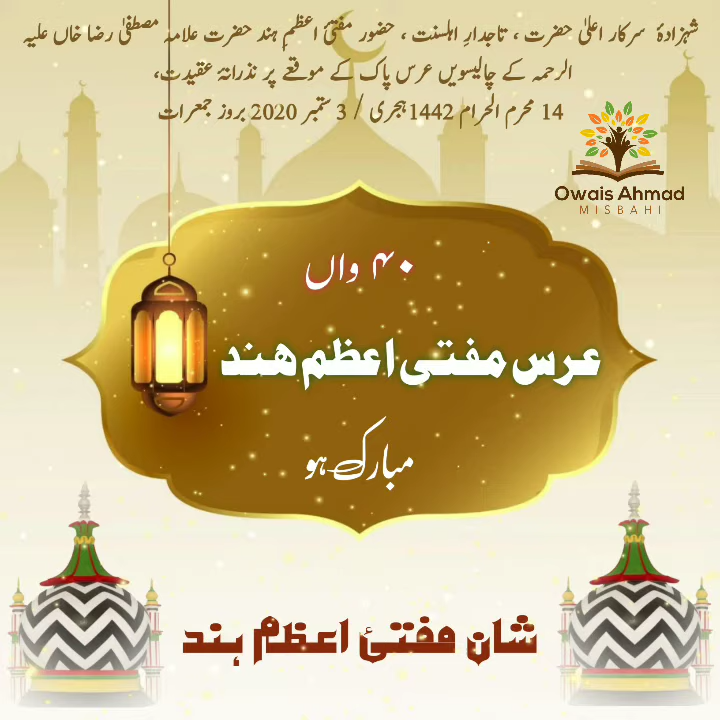 شہزادۂ سرکار اعلیٰ حضرت ، تاجدارِ اہلسنت ، حضور مفتیٔ اعظم ہند حضرت علامہ مصطفیٰ رضا خاں علیہ
الرحمہ کے چالیسویں عرس پاک کے موقعے پر نذرانۂ عقیدت،
14 محرم الحرام 1442ہجری / 3 ستمبر 2020 بروز جمعرات
Owais Ahmad
MISBAHI
۴۰ واں
عرس مفتی اعظم ھند
مبارک ہو
شان مفتیٔ اعظم ہند